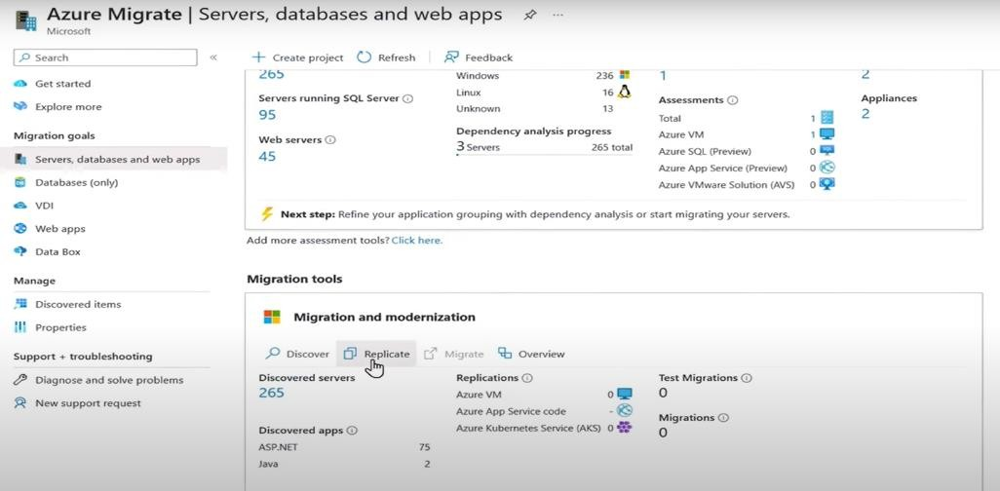 Azure Migrate | Servers, databases and web apps
Microsoft
Search
Create project Refresh Feedback
Get started
Explore more
Migration goals
Servers, databases and web apps
Databases (only)
VDI
Web apps
Data Box
Manage
Discovered items
Properties
Support + troubleshooting
Diagnose and solve problems
New support request
265
Servers running SQL Server
95
Web servers
45
Windows 236
Linux 16
Unknown 13
Dependency analysis progress
3 Servers 265 total
1
Assessments
Total 1
Azure VM 1
Azure SQL (Preview) 0
Azure App Service (Preview) 0
Azure VMware Solution (AVS) 0
2
Appliances
2
Next step: Refine your application grouping with dependency analysis or start migrating your servers.
Add more assessment tools? Click here.
Migration tools
Migration and modernization
Discover Replicate Migrate Overview
Discovered servers
265
Discovered apps
ASP.NET 75
Java 2
Replications
Azure VM 0
Azure App Service code -
Azure Kubernetes Service (AKS) 0
Test Migrations
0
Migrations
0